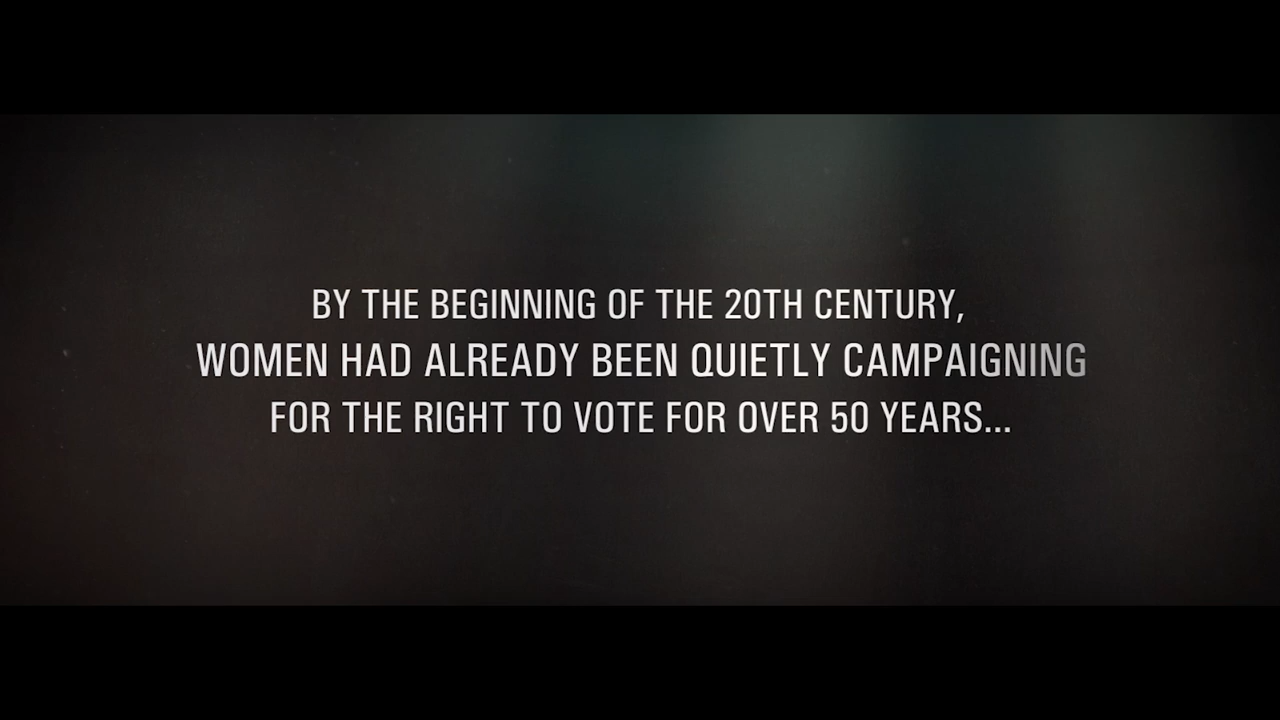 BY THE BEGINNING OF THE 20TH CENTURY,
WOMEN HAD ALREADY BEEN QUIETLY CAMPAIGNING
FOR THE RIGHT TO VOTE FOR OVER 50 YEARS...